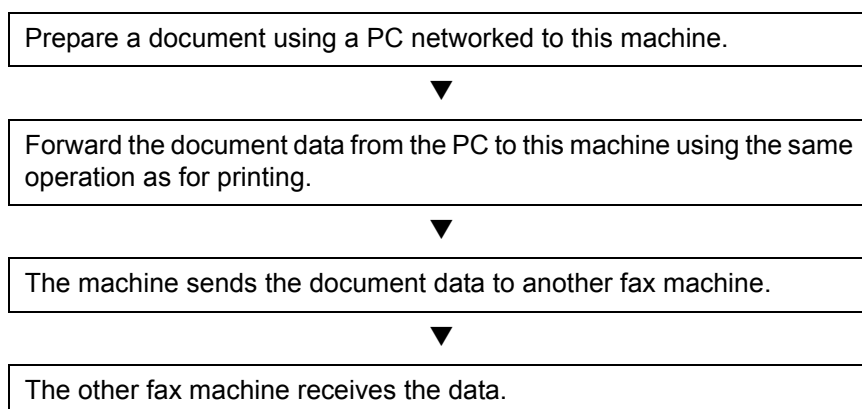 Prepare a document using a PC networked to this machine.
▼
Forward the document data from the PC to this machine using the same
operation as for printing.
▼
The machine sends the document data to another fax machine.
▼
The other fax machine receives the data.